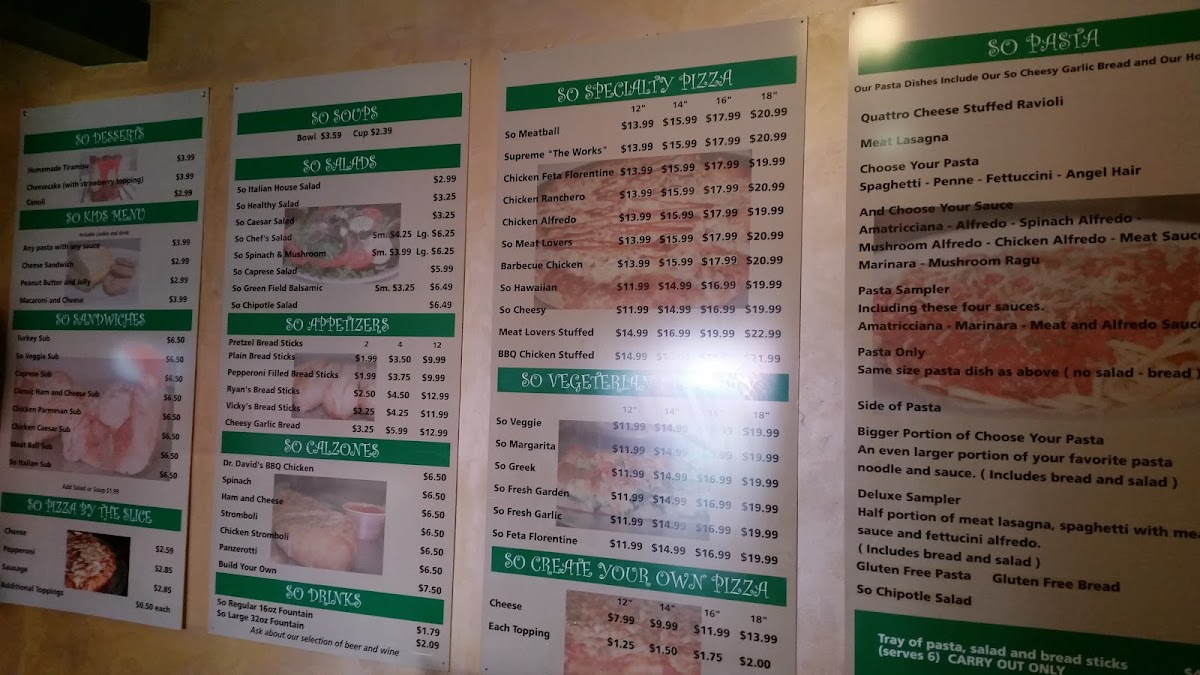 SO DESSERTS
Homemade Tiramisu $3.99
Cheesecake (with strawberry topping) $3.99
Canoli $2.99
SO KIDS MENU
Includes cookie and drink
Any pasta with any sauce $3.99
Cheese Sandwich $2.99
Peanut Butter and Jelly $2.99
Macaroni and Cheese $3.99
SO SANDWICHES
Turkey Sub $6.50
So Veggie Sub $6.50
Caprese Sub $6.50
Classic Ham and Cheese Sub $6.50
Chicken Parmesan Sub $6.50
Chicken Caesar Sub $6.50
Meat Ball Sub $6.50
So Italian Sub $6.50
Add Salad or Soup $1.99
SO PIZZA BY THE SLICE
Cheese $2.59
Pepperoni $2.85
Sausage $2.85
Additional Toppings $0.50 each
SO SOUPS
Bowl $3.59 Cup $2.39
SO SALADS
So Italian House Salad $2.99
So Healthy Salad $3.25
So Caesar Salad $3.25
So Chef's Salad Sm. $4.25 Lg. $6.25
So Spinach & Mushroom Sm. $3.99 Lg. $6.25
So Caprese Salad $5.99
So Green Field Balsamic Sm. $3.25 $6.49
So Chipotle Salad $6.49
SO APPETIZERS
Pretzel Bread Sticks 2 4 12
Plain Bread Sticks $1.99 $3.50 $9.99
Pepperoni Filled Bread Sticks $1.99 $3.75 $9.99
Ryan's Bread Sticks $2.50 $4.50 $12.99
Vicky's Bread Sticks $2.25 $4.25 $11.99
Cheesy Garlic Bread $3.25 $5.99 $12.99
SO CALZONES
Dr. David's BBQ Chicken $6.50
Spinach $6.50
Ham and Cheese $6.50
Stromboli $6.50
Chicken Stromboli $6.50
Panzerotti $6.50
Build Your Own $7.50
SO DRINKS
So Regular 16oz Fountain $1.79
So Large 32oz Fountain $2.09
Ask about our selection of beer and wine
SO SPECIALTY PIZZA
12" 14" 16" 18"
So Meatball $13.99 $15.99 $17.99 $20.99
Supreme "The Works" $13.99 $15.99 $17.99 $20.99
Chicken Feta Florentine $13.99 $15.99 $17.99 $19.99
Chicken Ranchero $13.99 $15.99 $17.99 $20.99
Chicken Alfredo $13.99 $15.99 $17.99 $19.99
So Meat Lovers $13.99 $15.99 $17.99 $20.99
Barbecue Chicken $13.99 $15.99 $17.99 $20.99
So Hawaiian $11.99 $14.99 $16.99 $19.99
So Cheesy $11.99 $14.99 $16.99 $19.99
Meat Lovers Stuffed $14.99 $16.99 $19.99 $22.99
BBQ Chicken Stuffed $14.99
SO VEGETERIAN
12" 14" 18"
So Veggie $11.99 $14.99 $19.99
So Margarita $11.99 $14.99 $19.99
So Greek $11.99 $14.99 $16.99 $19.99
So Fresh Garden $11.99 $14.99 $16.99 $19.99
So Fresh Garlic $11.99 $14.99 $16.99 $19.99
So Feta Florentine $11.99 $14.99 $16.99 $19.99
SO CREATE YOUR OWN PIZZA
12" 14" 16" 18"
Cheese $7.99 $9.99 $11.99 $13.99
Each Topping $1.25 $1.50 $1.75 $2.00
SO PASTA
Our Pasta Dishes Include Our So Cheesy Garlic Bread and Our Ho
Quattro Cheese Stuffed Ravioli
Meat Lasagna
Choose Your Pasta
Spaghetti - Penne - Fettuccini - Angel Hair
And Choose Your Sauce
Amatricciana - Alfredo - Spinach Alfredo -
Mushroom Alfredo - Chicken Alfredo - Meat Sauce
Marinara - Mushroom Ragu
Pasta Sampler
Including these four sauces.
Amatricciana - Marinara - Meat and Alfredo Sauc
Pasta Only
Same size pasta dish as above ( no salad - bread )
Side of Pasta
Bigger Portion of Choose Your Pasta
An even larger portion of your favorite pasta
noodle and sauce. ( Includes bread and salad )
Deluxe Sampler
Half portion of meat lasagna, spaghetti with mea
sauce and fettucini alfredo.
( Includes bread and salad )
Gluten Free Pasta Gluten Free Bread
So Chipotle Salad
Tray of pasta, salad and bread sticks
(serves 6) CARRY OUT ONLY